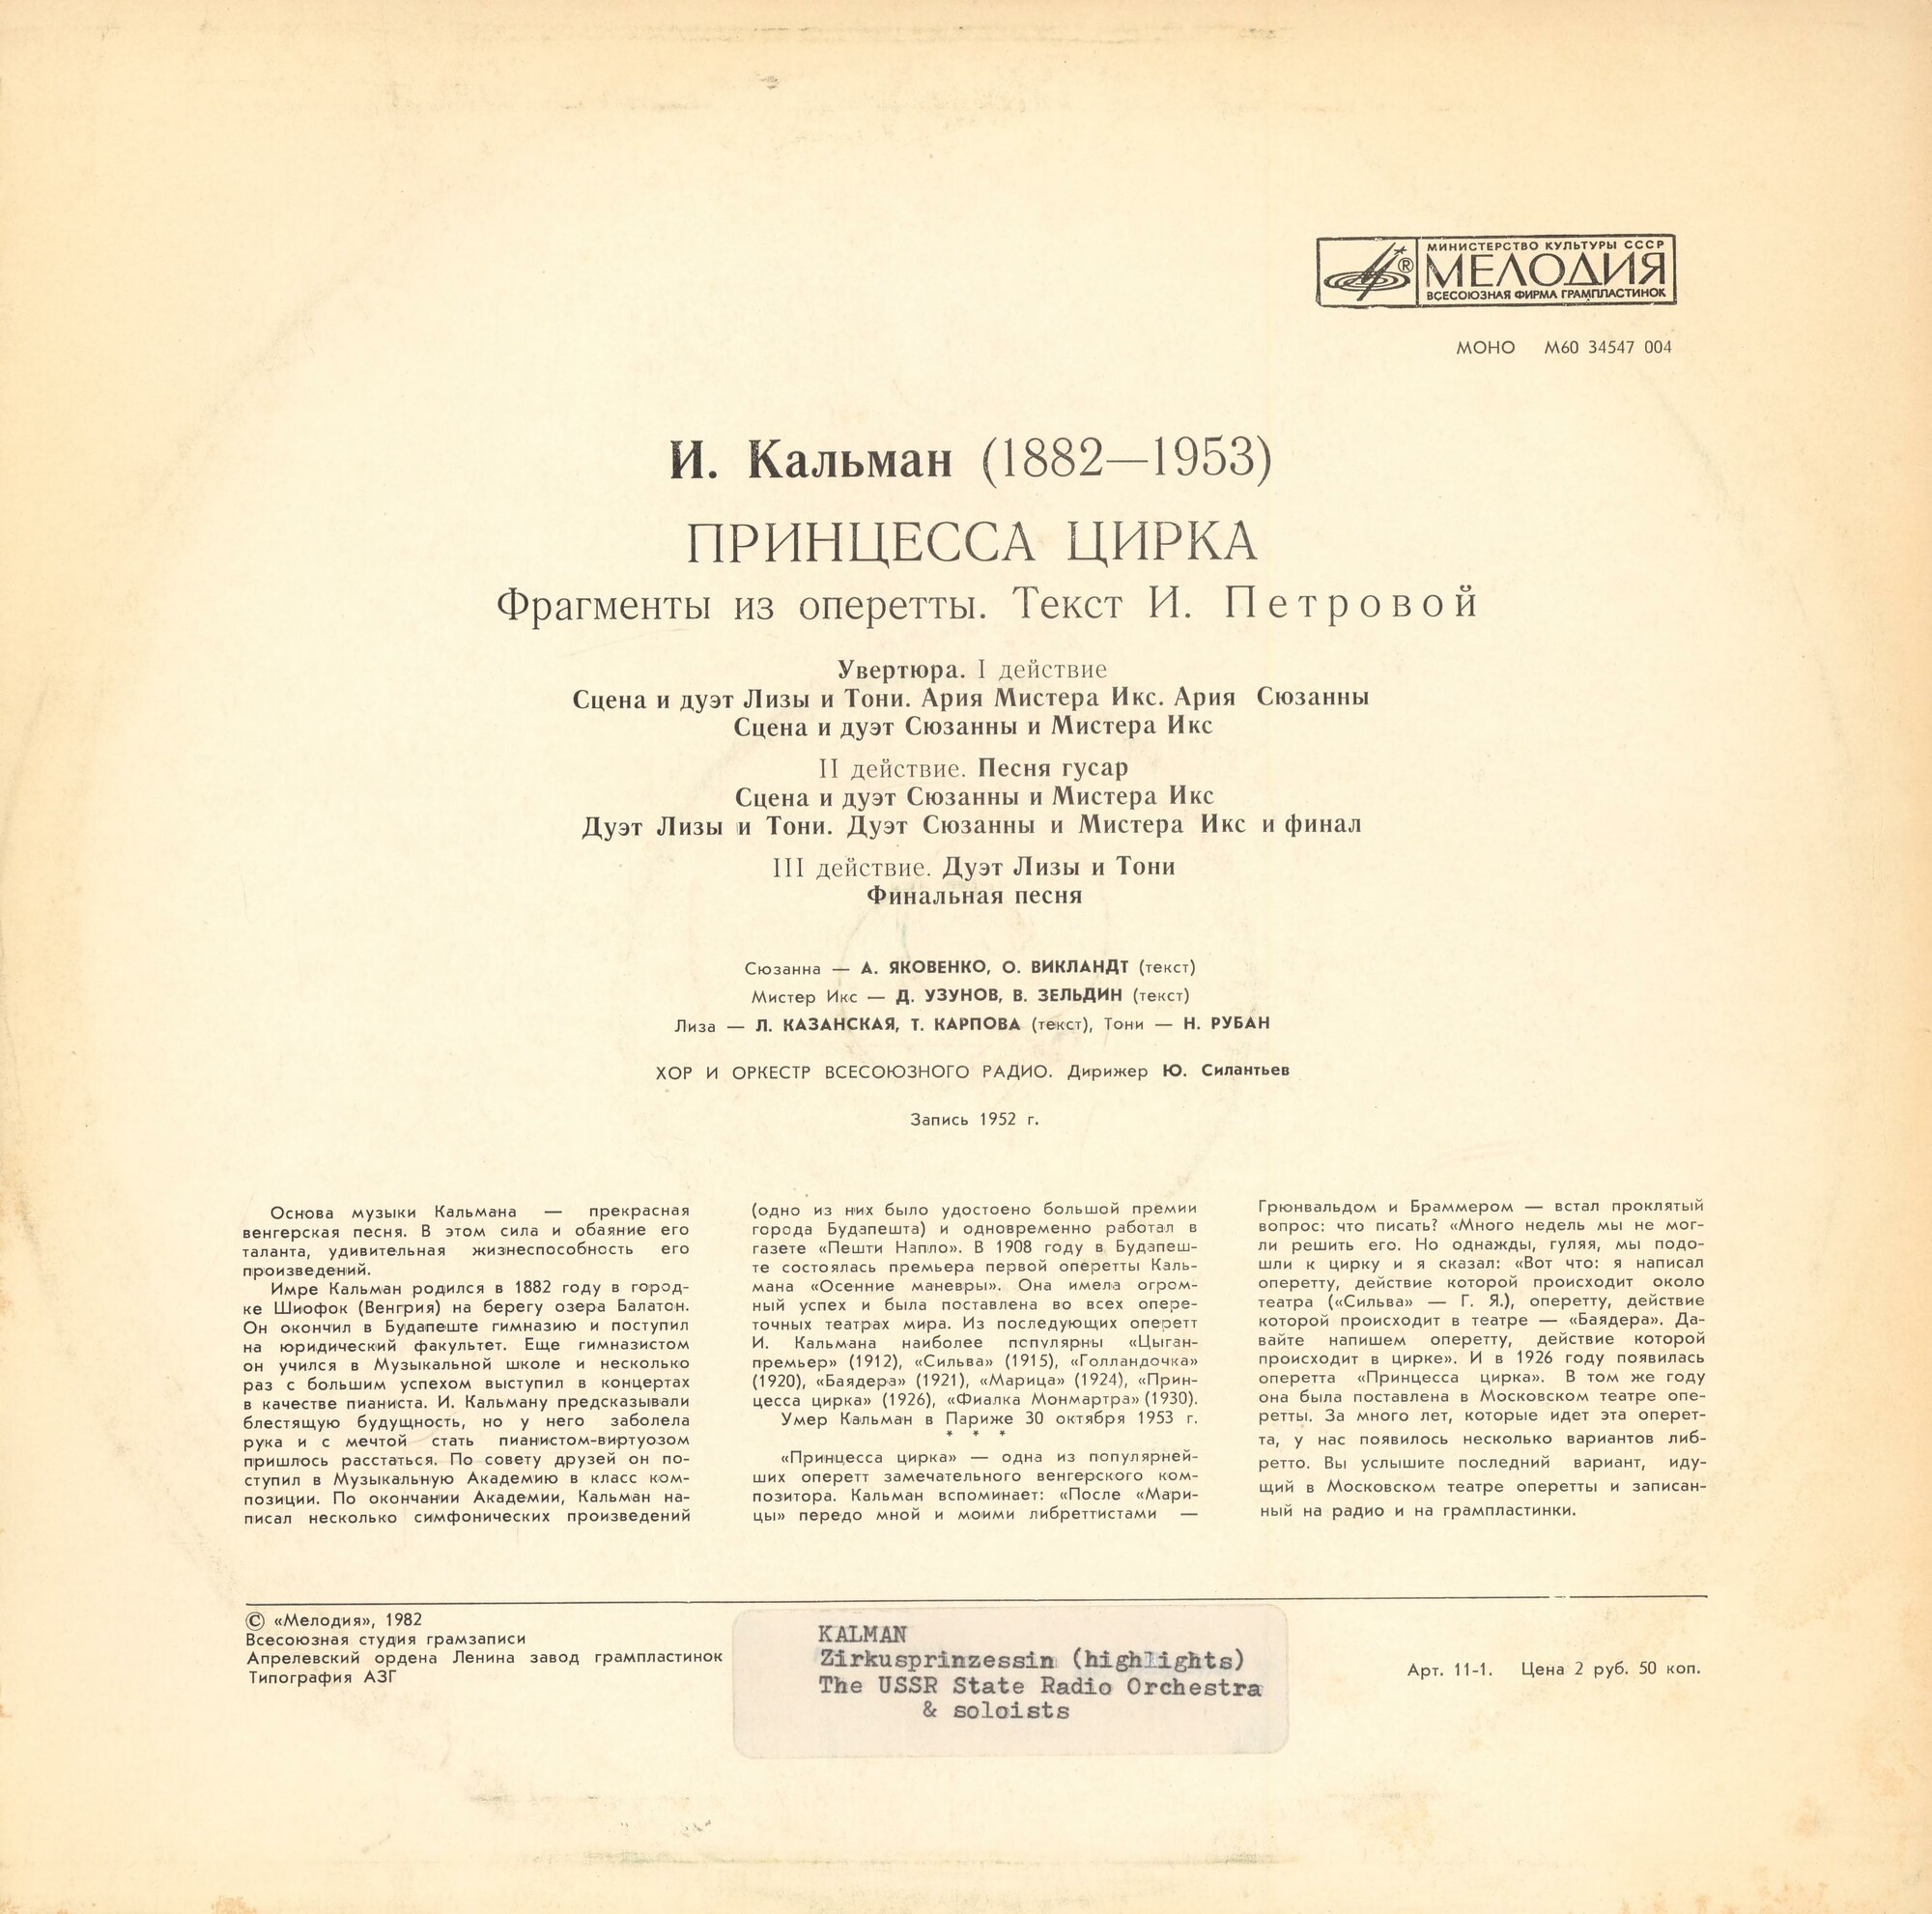 МИНИСТЕРСТВО КУЛЬТУРЫ СССР
МЕЛОДИЯ
®
ВСЕСОЮЗНАЯ ФИРМА ГРАМПЛАСТИНОК
МОНО М60 34547 004
И. Кальман (1882—1953)
ПРИНЦЕССА ЦИРКА
Фрагменты из оперетты. Текст И. Петровой
Увертюра. I действие
Сцена и дуэт Лизы и Тони. Ария Мистера Икс. Ария Сюзанны
Сцена и дуэт Сюзанны и Мистера Икс
II действие. Песня гусар
Сцена и дуэт Сюзанны и Мистера Икс
Дуэт Лизы и Тони. Дуэт Сюзанны и Мистера Икс и финал
III действие. Дуэт Лизы и Тони
Финальная песня
Сюзанна — А. ЯКОВЕНКО, О. ВИКЛАНДТ (текст)
Мистер Икс — Д. УЗУНОВ, В. ЗЕЛЬДИН (текст)
Лиза — Л. КАЗАНСКАЯ, Т. КАРПОВА (текст), Тони — Н. РУБАН
ХОР И ОРКЕСТР ВСЕСОЮЗНОГО РАДИО. Дирижер Ю. Силантьев
Запись 1952 г.
Основа музыки Кальмана — прекрасная
венгерская песня. В этом сила и обаяние его
таланта, удивительная жизнеспособность его
произведений.
Имре Кальман родился в 1882 году в город-
ке Шиофок (Венгрия) на берегу озера Балатон.
Он окончил в Будапеште гимназию и поступил
на юридический факультет. Еще гимназистом
он учился в Музыкальной школе и несколько
раз с большим успехом выступил в концертах
в качестве пианиста. И. Кальману предсказывали
блестящую будущность, но у него заболела
рука и с мечтой стать пианистом-виртуозом
пришлось расстаться. По совету друзей он по-
ступил в Музыкальную Академию в класс ком-
позиции. По окончании Академии, Кальман на-
писал несколько симфонических произведений
(одно из них было удостоено большой премии
города Будапешта) и одновременно работал в
газете «Пешти Напло». В 1908 году в Будапеш-
те состоялась премьера первой оперетты Каль-
мана «Осенние маневры». Она имела огром-
ный успех и была поставлена во всех опере-
точных театрах мира. Из последующих оперетт
И. Кальмана наиболее популярны «Цыган-
премьер» (1912), «Сильва» (1915), «Голландочка»
(1920), «Баядера» (1921), «Марица» (1924), «Прин-
цесса цирка» (1926), «Фиалка Монмартра» (1930).
Умер Кальман в Париже 30 октября 1953 г.
* * *
«Принцесса цирка» — одна из популярней-
ших оперетт замечательного венгерского ком-
позитора. Кальман вспоминает: «После «Мари-
цы» передо мной и моими либреттистами —
Грюнвальдом и Браммером — встал проклятый
вопрос: что писать? «Много недель мы не мог-
ли решить его. Но однажды, гуляя, мы подо-
шли к цирку и я сказал: «Вот что: я написал
оперетту, действие которой происходит около
театра («Сильва» — Г. Я.), оперетту, действие
которой происходит в театре — «Баядера». Да-
вайте напишем оперетту, действие которой
происходит в цирке». И в 1926 году появилась
оперетта «Принцесса цирка». В том же году
она была поставлена в Московском театре опе-
ретты. За много лет, которые идет эта оперет-
та, у нас появилось несколько вариантов либ-
ретто. Вы услышите последний вариант, иду-
щий в Московском театре оперетты и записан-
ный на радио и на грампластинки.
© «Мелодия», 1982
Всесоюзная студия грамзаписи
Апрелевский ордена Ленина завод грампластинок
Типография АЗГ
KALMAN
Zirkusprinzessin (highlights)
The USSR State Radio Orchestra
& soloists
Арт. 11-1. Цена 2 руб. 50 коп.